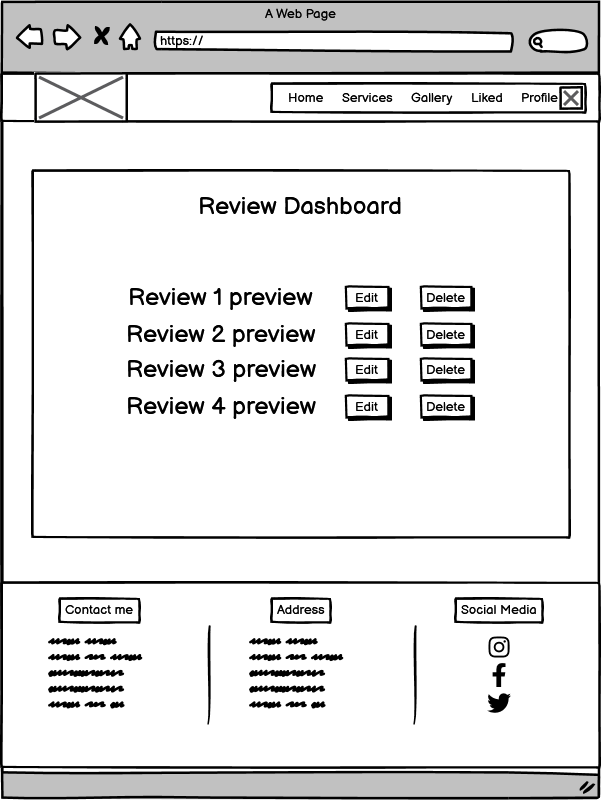 A Web Page
https://
Home Services Gallery Liked Profile
Review Dashboard
Review 1 preview Edit Delete
Review 2 preview Edit Delete
Review 3 preview Edit Delete
Review 4 preview Edit Delete
Contact me Address Social Media